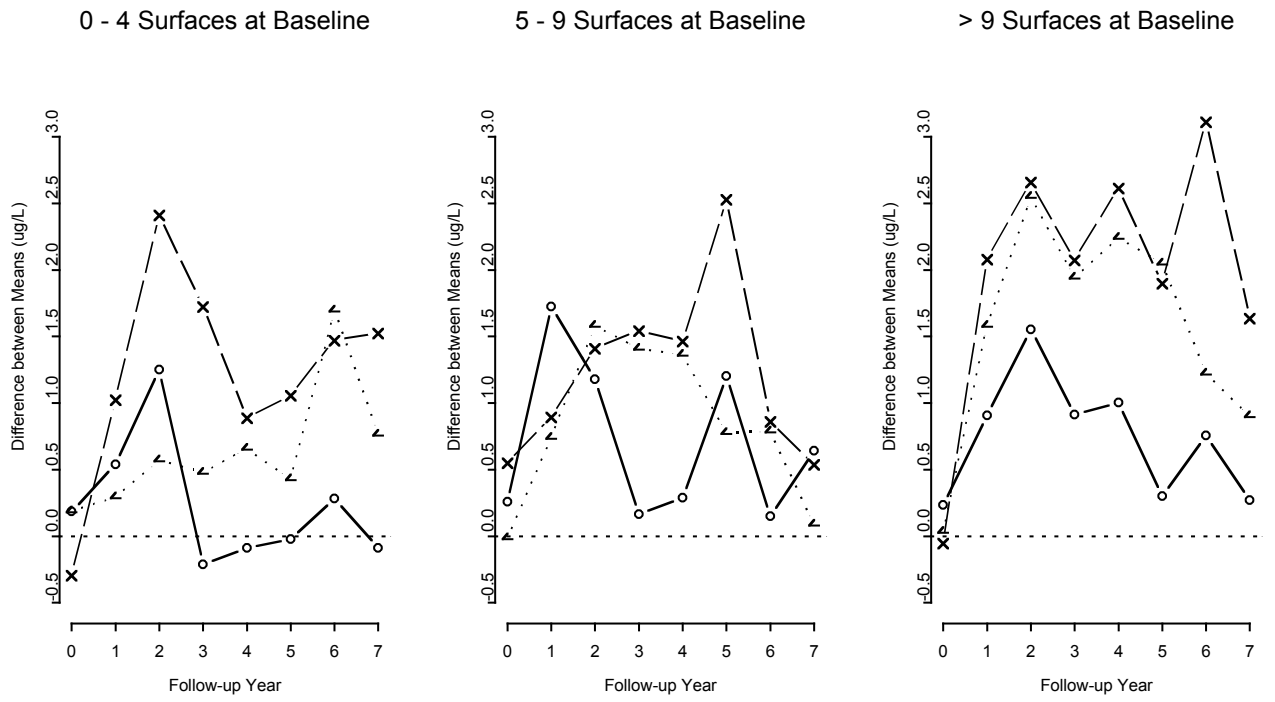 0 - 4 Surfaces at Baseline
5 - 9 Surfaces at Baseline
> 9 Surfaces at Baseline
Difference between Means (ug/L)
3.0
2.5
2.0
1.5
1.0
0.5
0.0
-0.5
0 1 2 3 4 5 6 7
Follow-up Year
Difference between Means (ug/L)
3.0
2.5
2.0
1.5
1.0
0.5
0.0
-0.5
0 1 2 3 4 5 6 7
Follow-up Year
Difference between Means (ug/L)
3.0
2.5
2.0
1.5
1.0
0.5
0.0
-0.5
0 1 2 3 4 5 6 7
Follow-up Year